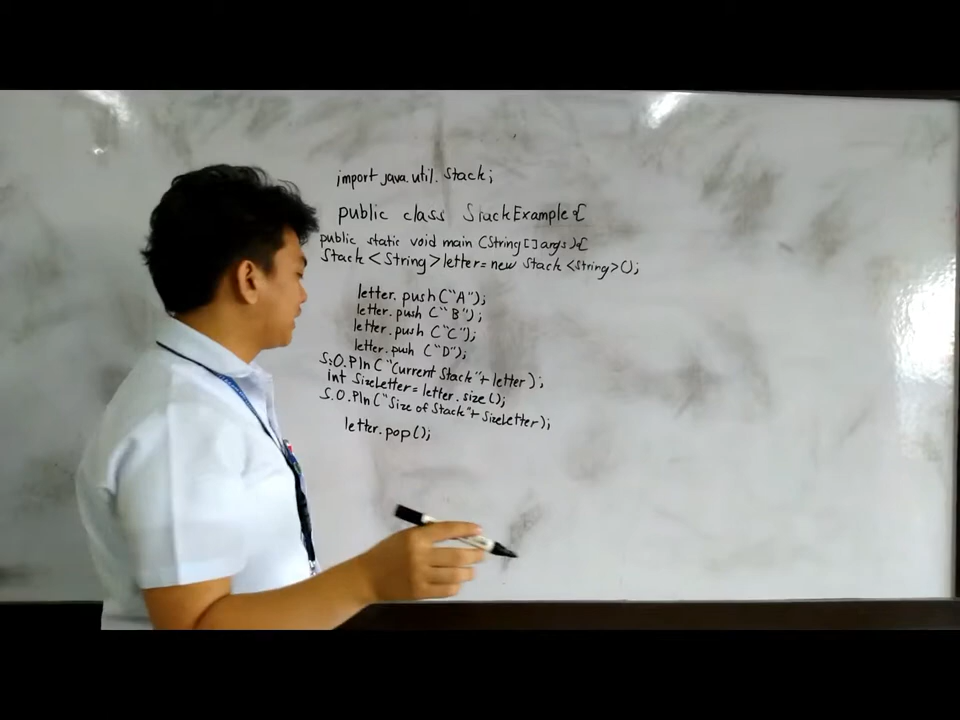 import java.util.Stack;
public class StackExample{
public static void main (String[]args){
Stack<String>letter=new Stack<String>();
letter.push("A");
letter.push ("B");
letter.push ("C");
letter.push ("D");
S.O.Pln("Current Stack"+ letter);
int SizeLetter=letter.size();
S.O.Pln("Size of Stack"+ SizeLetter);
letter.pop();